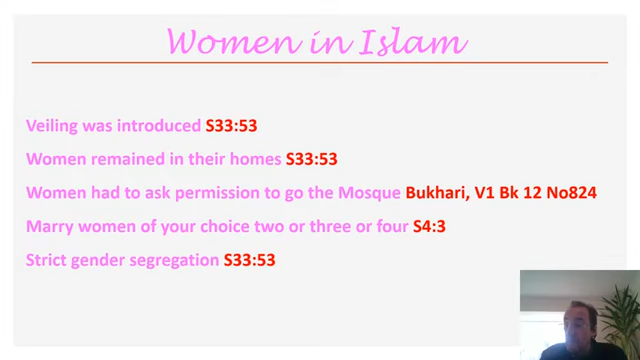 Women in Islam
Veiling was introduced S33:53
Women remained in their homes S33:53
Women had to ask permission to go the Mosque Bukhari, V1 Bk 12 No824
Marry women of your choice two or three or four S4:3
Strict gender segregation S33:53